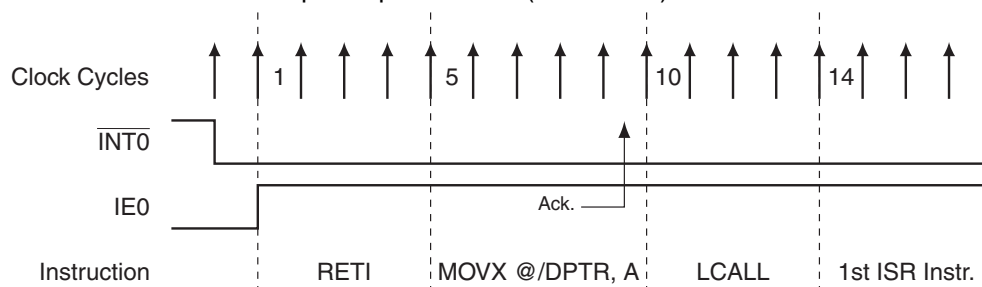 Clock Cycles 1 5 10 14
INT0
IE0
Ack.
Instruction RETI MOVX @/DPTR, A LCALL 1st ISR Instr.